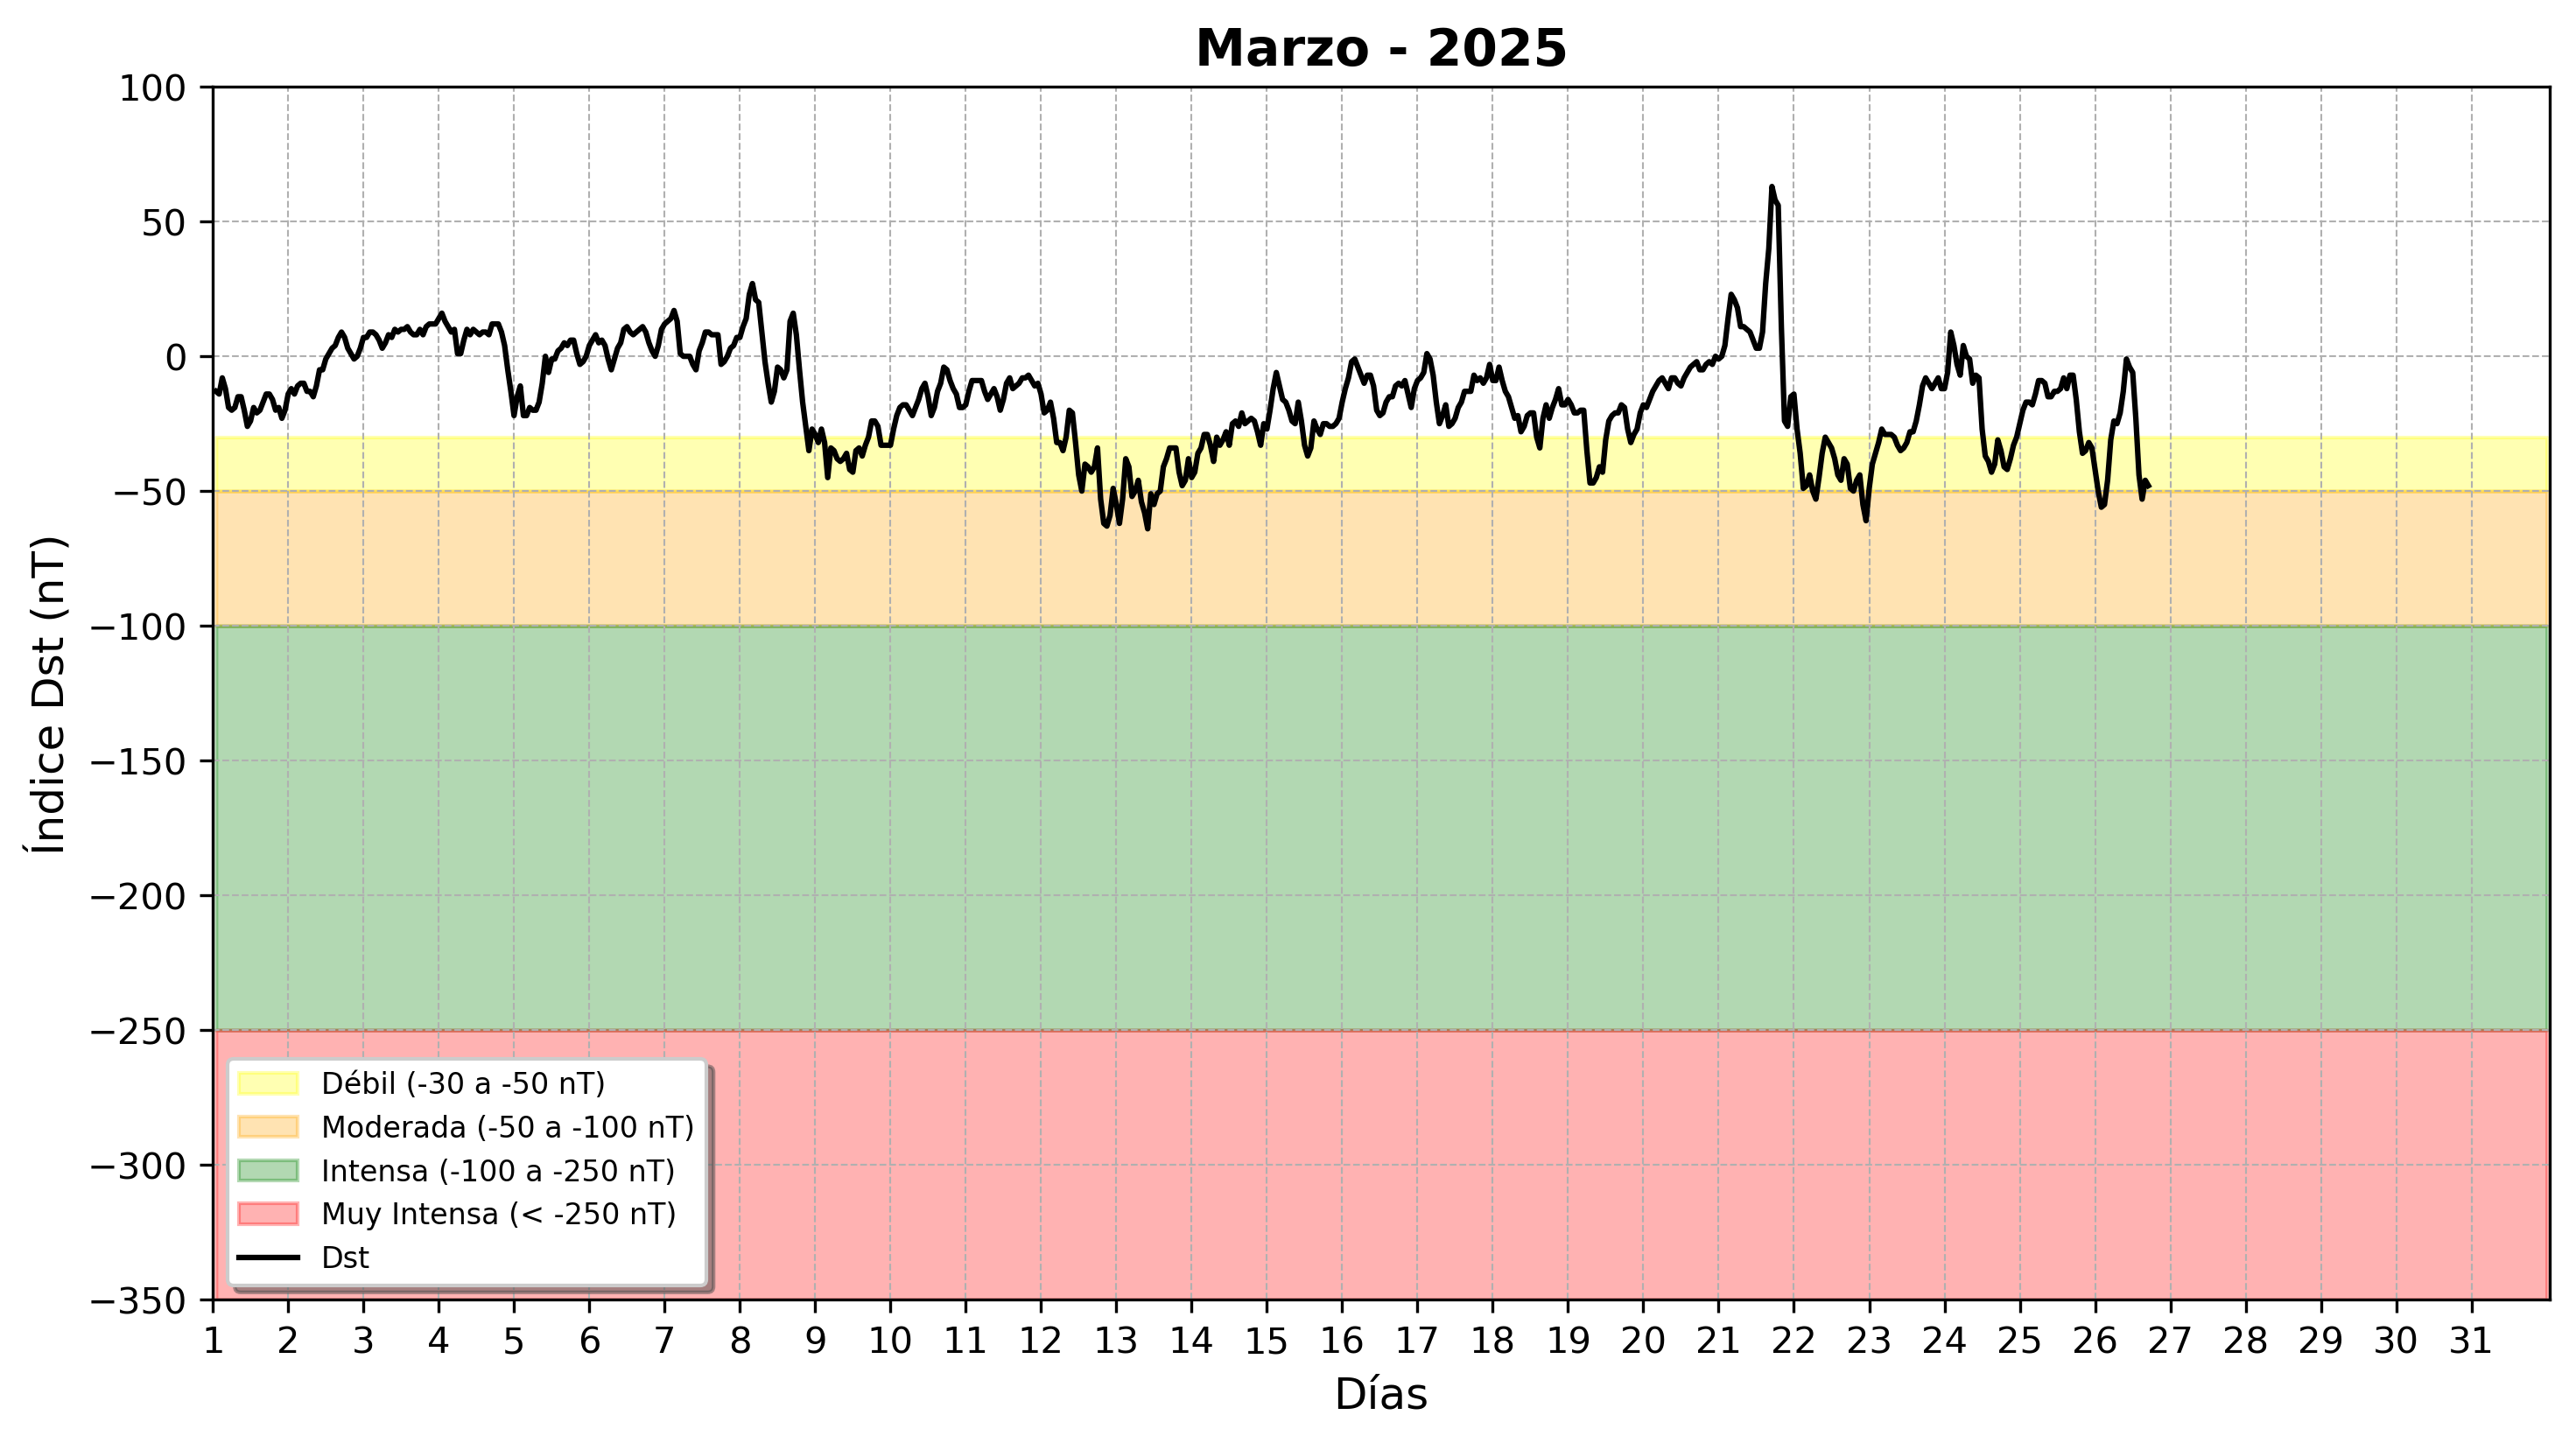 Marzo - 2025
100
50
0
−50
−100
−150
−200
−250
−300
−350
Índice Dst (nT)
Débil (-30 a -50 nT)
Moderada (-50 a -100 nT)
Intensa (-100 a -250 nT)
Muy Intensa (< -250 nT)
Dst
1 2 3 4 5 6 7 8 9 10 11 12 13 14 15 16 17 18 19 20 21 22 23 24 25 26 27 28 29 30 31
Días